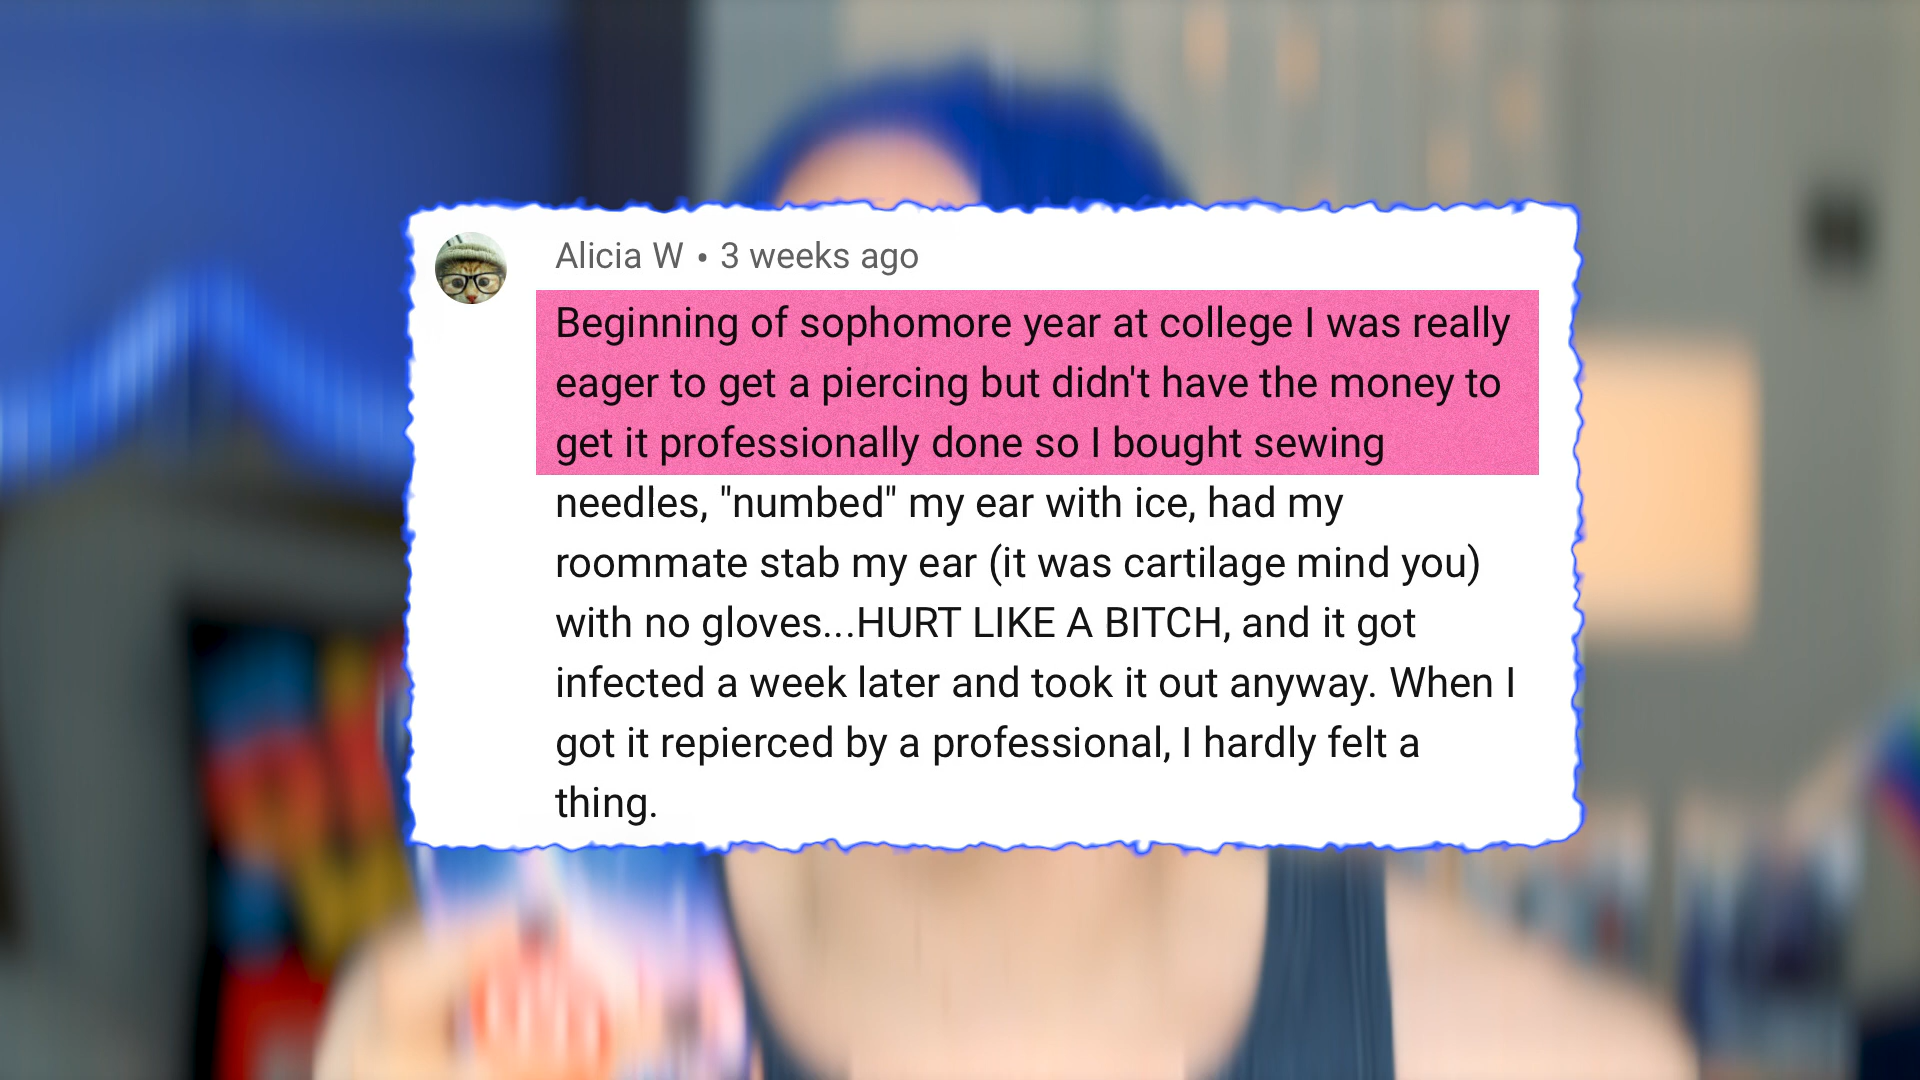 Alicia W • 3 weeks ago
Beginning of sophomore year at college I was really
eager to get a piercing but didn't have the money to
get it professionally done so I bought sewing
needles, "numbed" my ear with ice, had my
roommate stab my ear (it was cartilage mind you)
with no gloves...HURT LIKE A BITCH, and it got
infected a week later and took it out anyway. When I
got it repierced by a professional, I hardly felt a
thing.